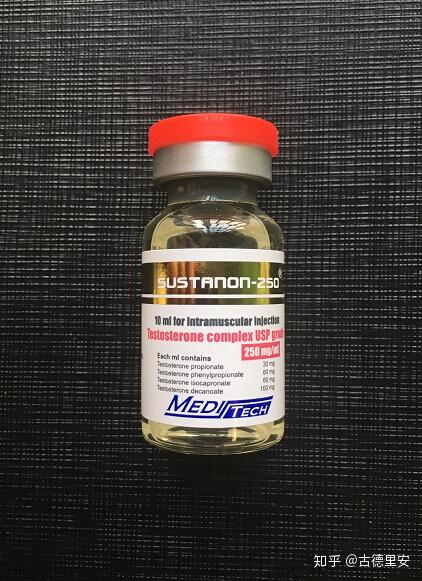 SUSTANON-250®
10 ml for intramuscular injection
Testosterone complex USP grade
250 mg/ml
Each ml contains
Testosterone propionate 30 mg
Testosterone phenylpropionate 60 mg
Testosterone isocapronate 60 mg
Testosterone decanoate 100 mg
MEDITECH
知乎 @古德里安